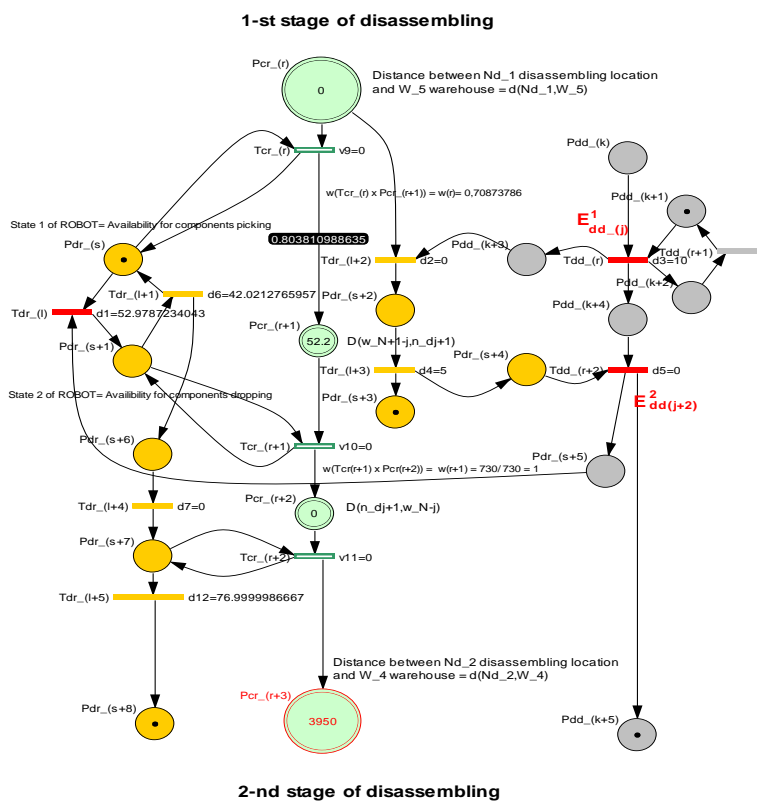 1-st stage of disassembling
Pcr_(r)
Distance between Nd_1 disassembling location
and W_5 warehouse = d(Nd_1,W_5)
0
Tcr_(r)
v9=0
Pdd_(k)
w(Tcr_(r) x Pcr_(r+1)) = w(r)= 0,70873786
Pdd_(k+1)
E¹dd_(j)
State 1 of ROBOT= Availability for components picking
Pdr_(s)
0.803810988635
Pdd_(k+3)
Tdd_(r+1)
Tdr_(l+2)
d2=0
Tdd_(r)
d3=10
Pdd_(k+2)
Tdr_(l+1)
d6=42.0212765957
Pdr_(s+2)
Pdd_(k+4)
Tdr_(l)
d1=52.9787234043
Pcr_(r+1)
52.2
D(w_N+1-j,n_dj+1)
Pdr_(s+1)
Pdr_(s+4)
Tdr_(l+3)
d4=5
Tdd_(r+2)
d5=0
State 2 of ROBOT= Availibility for components dropping
Pdr_(s+3)
E²dd(j+2)
Pdr_(s+6)
Tcr_(r+1)
v10=0
Pdr_(s+5)
w(Tcr(r+1) x Pcr(r+2)) = w(r+1) = 730/ 730 = 1
Pcr_(r+2)
0
D(n_dj+1,w_N-j)
Tdr_(l+4)
d7=0
Pdr_(s+7)
Tcr_(r+2)
v11=0
Tdr_(l+5)
d12=76.9999986667
Distance between Nd_2 disassembling location
and W_4 warehouse = d(Nd_2,W_4)
Pcr_(r+3)
3950
Pdr_(s+8)
Pdd_(k+5)
2-nd stage of disassembling